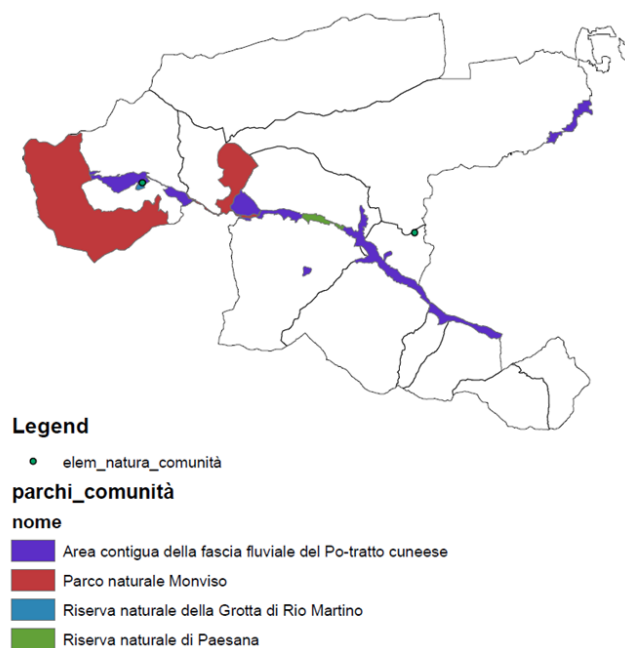 Legend
elem_natura_comunità
parchi_comunità
nome
Area contigua della fascia fluviale del Po-tratto cuneese
Parco naturale Monviso
Riserva naturale della Grotta di Rio Martino
Riserva naturale di Paesana